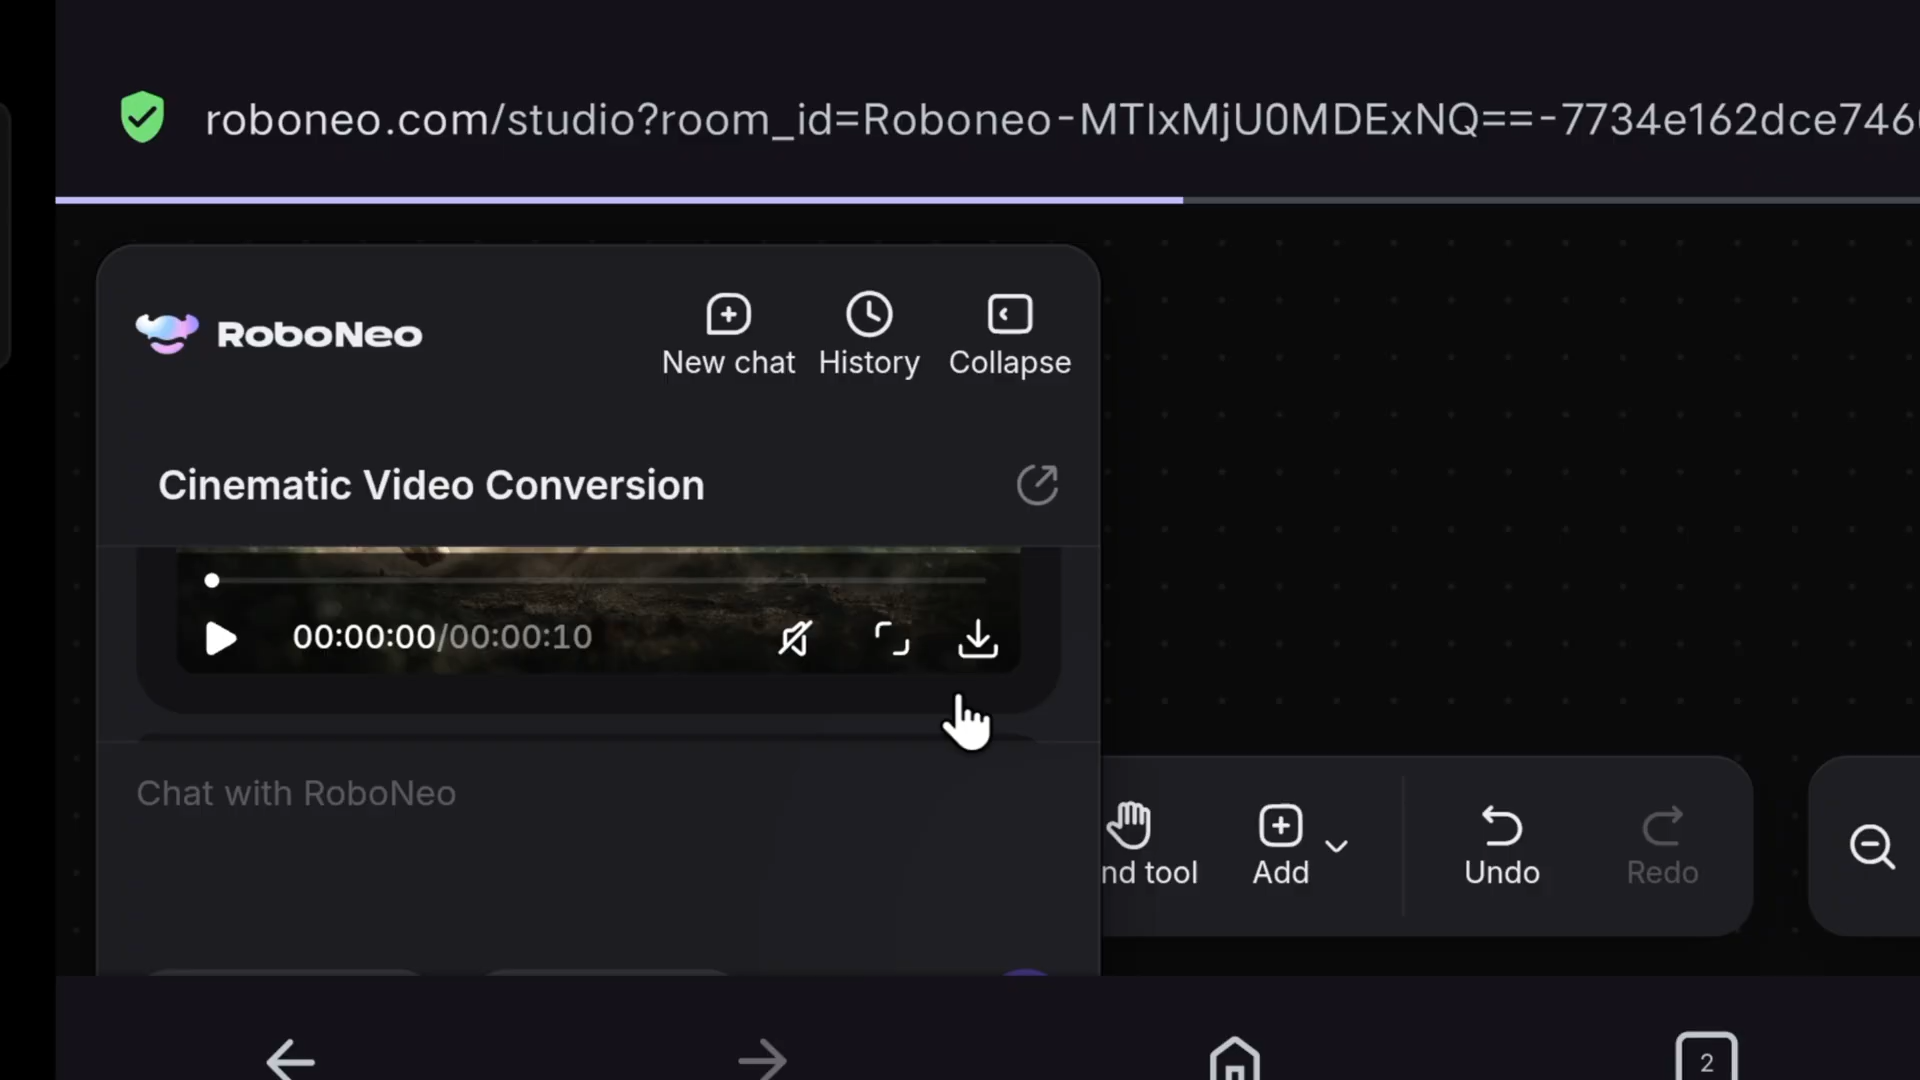 roboneo.com/studio?room_id=Roboneo-MTIxMjU0MDExNQ==-7734e162dce746
RoboNeo
New chat
History
Collapse
Cinematic Video Conversion
00:00:00/00:00:10
Chat with RoboNeo
nd tool
Add
Undo
Redo
2